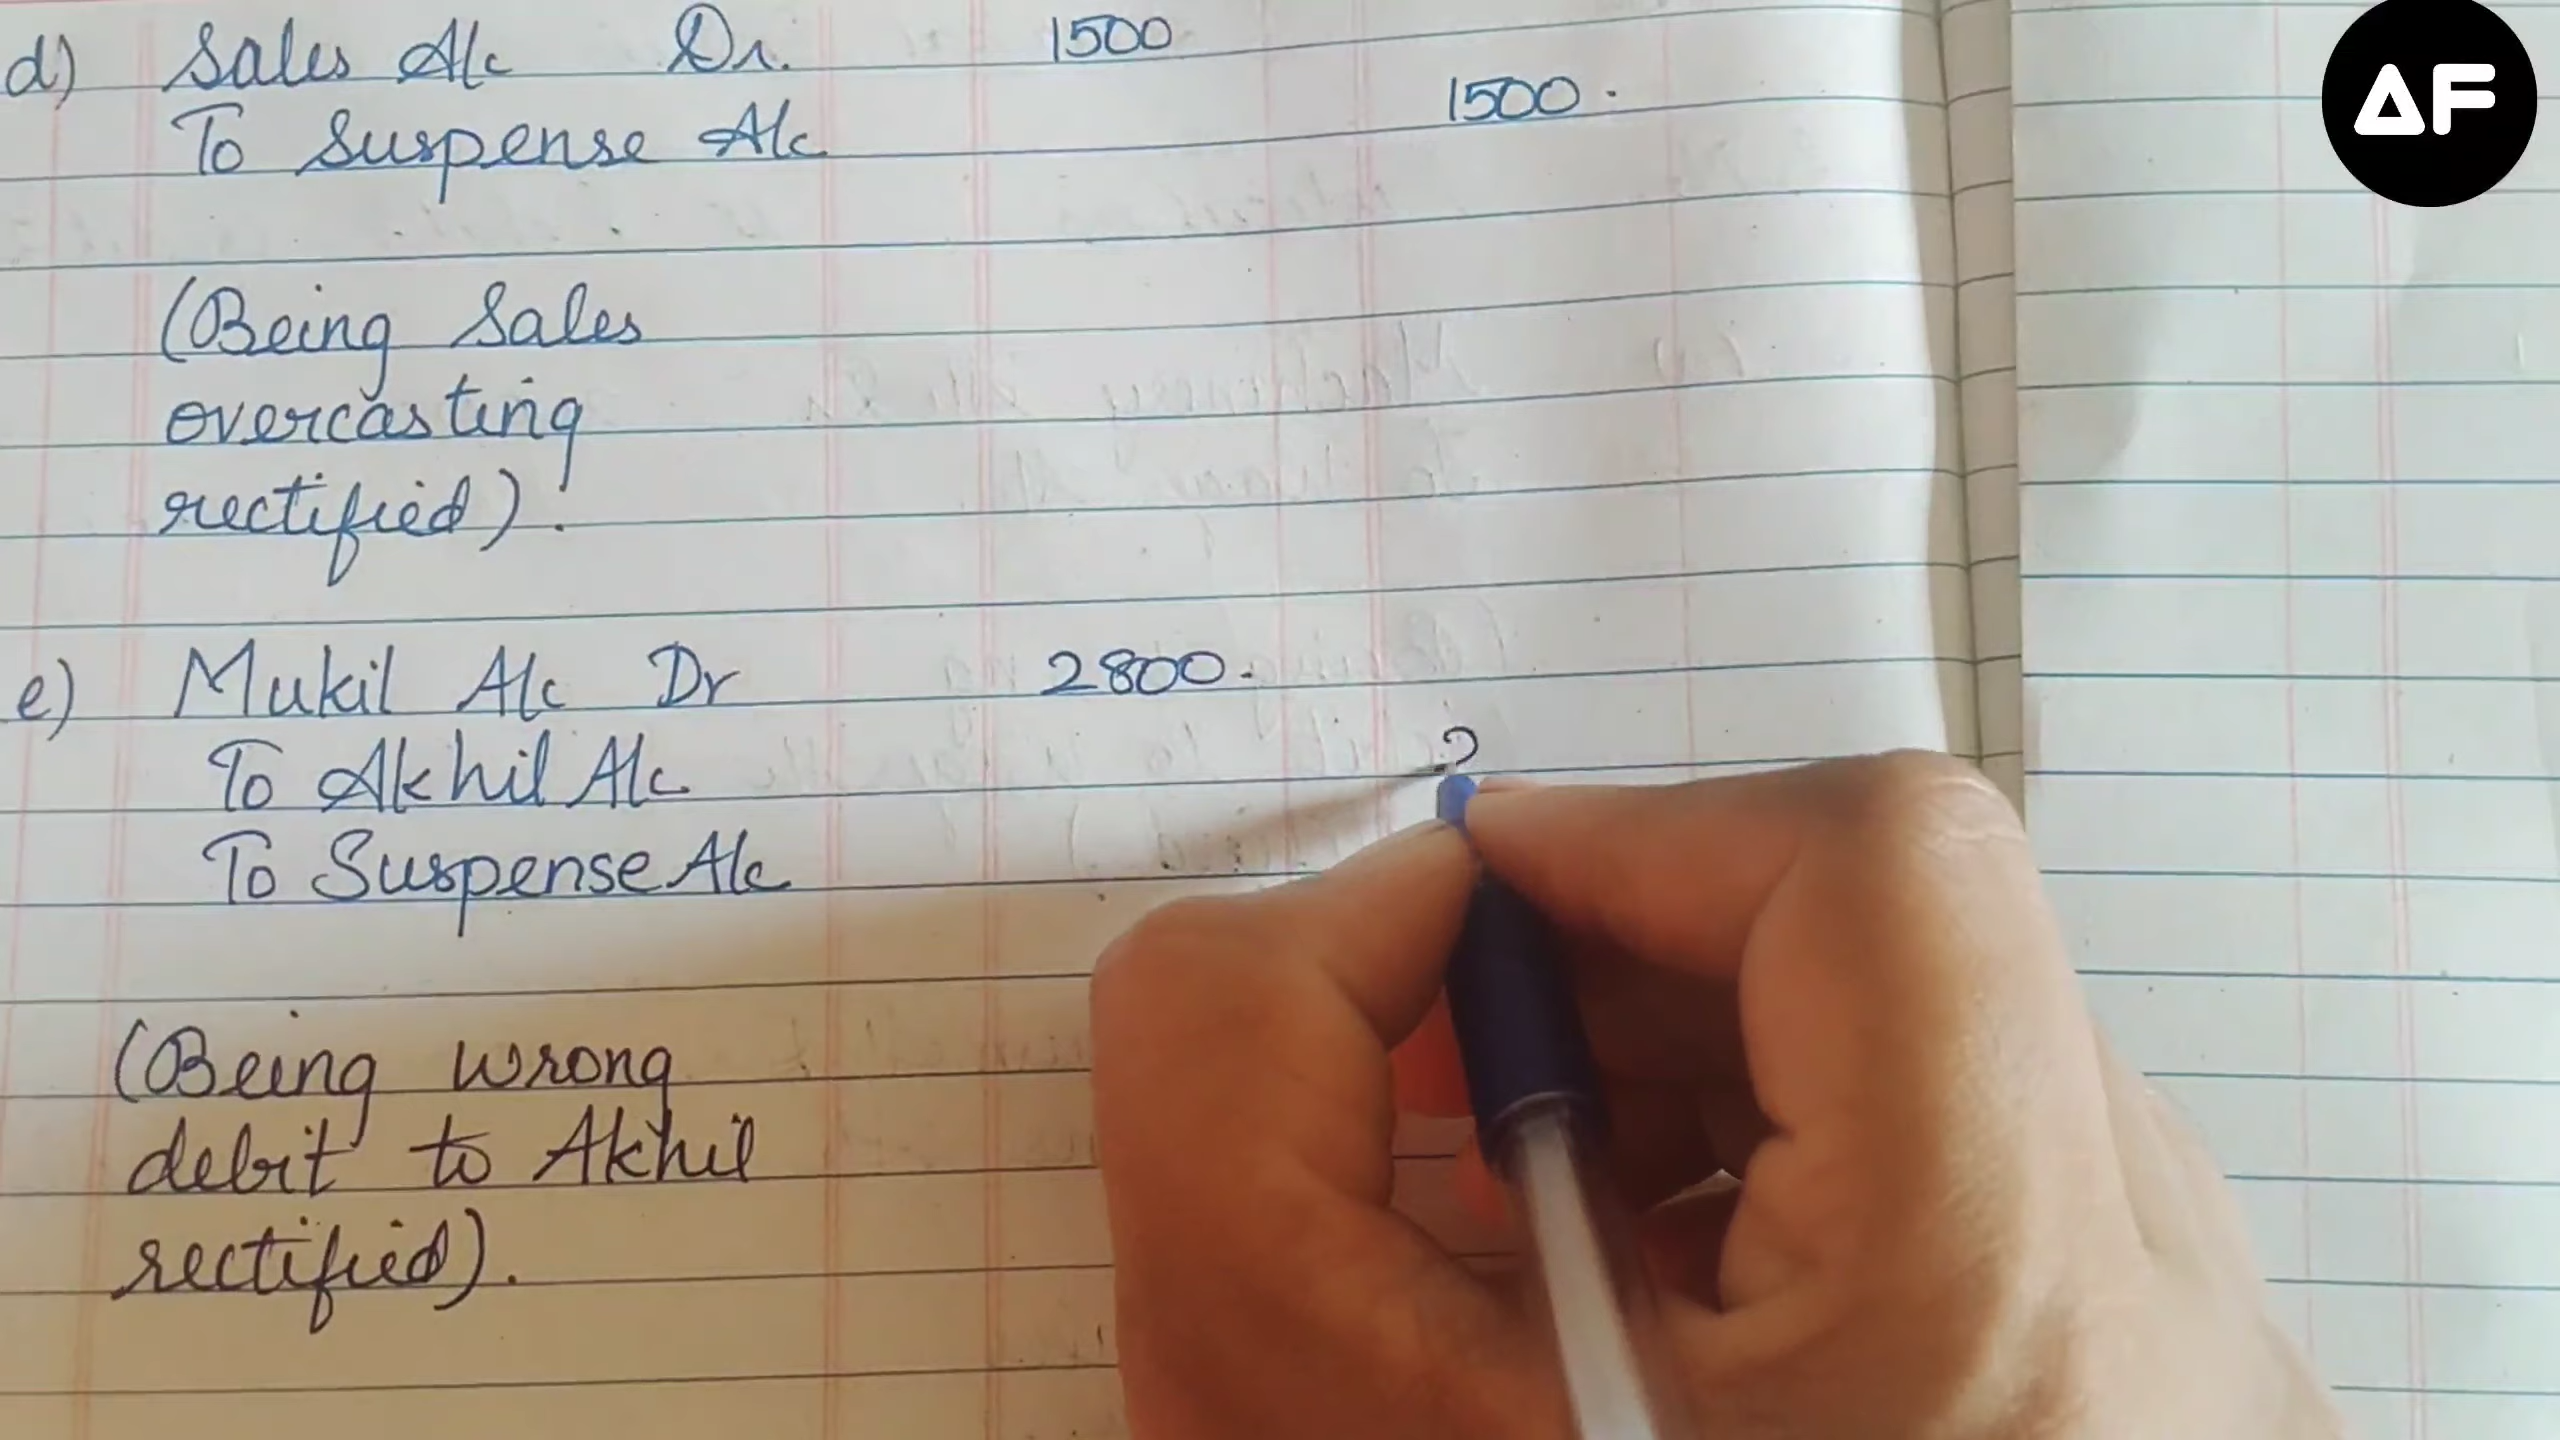 d) Sales A/c Dr. 1500
To Suspense A/c 1500.
(Being Sales
overcasting
rectified).
e) Mukil A/c Dr 2800.
To Akhil A/c 2
To Suspense A/c
(Being wrong
debit to Akhil
rectified).
AF